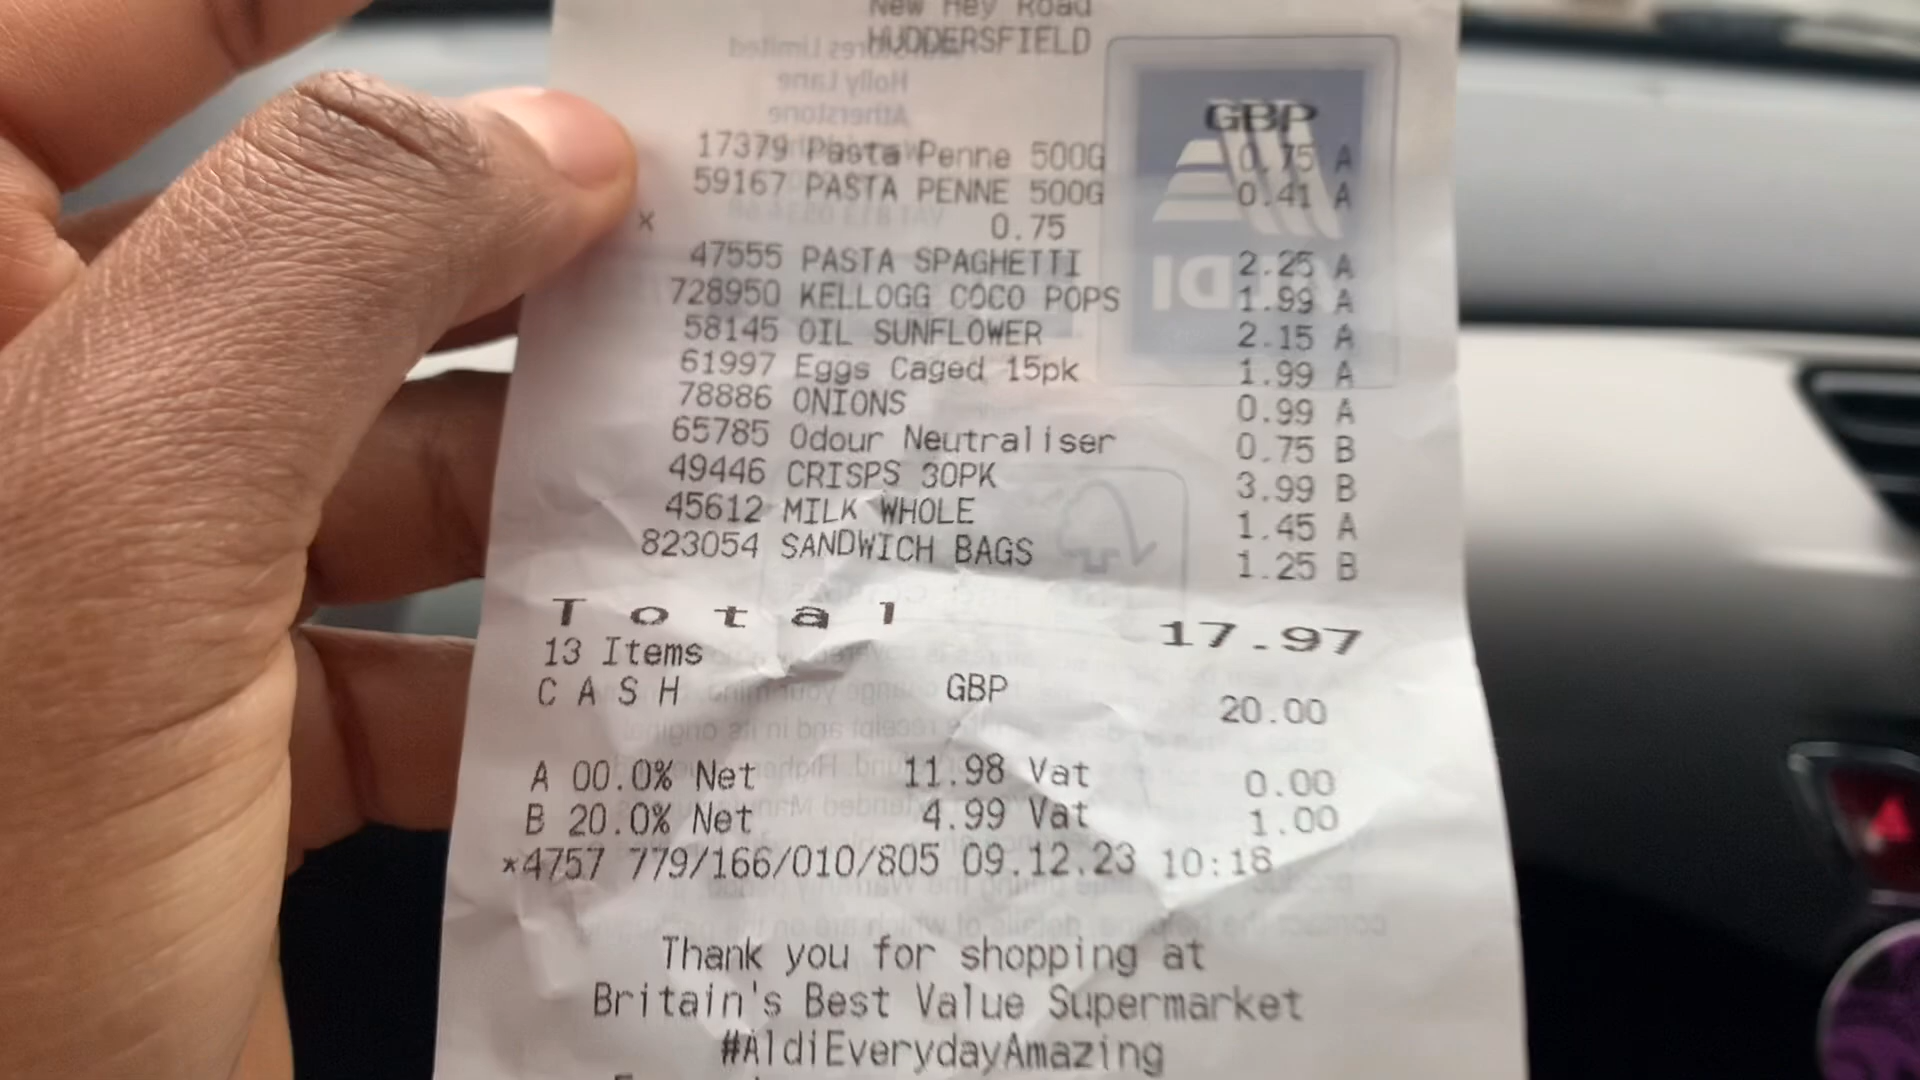 New Hey Road
HUDDERSFIELD
GBP
17379 Pasta Penne 500G 0.75 A
59167 PASTA PENNE 500G 0.41 A
x 0.75
47555 PASTA SPAGHETTI 2.25 A
728950 KELLOGG COCO POPS 1.99 A
58145 OIL SUNFLOWER 2.15 A
61997 Eggs Caged 15pk 1.99 A
78886 ONIONS 0.99 A
65785 Odour Neutraliser 0.75 B
49446 CRISPS 30PK 3.99 B
45612 MILK WHOLE 1.45 A
823054 SANDWICH BAGS 1.25 B
Total 17.97
13 Items
CASH GBP 20.00
A 00.0% Net 11.98 Vat 0.00
B 20.0% Net 4.99 Vat 1.00
*4757 779/166/010/805 09.12.23 10:18
Thank you for shopping at
Britain's Best Value Supermarket
#AldiEverydayAmazing